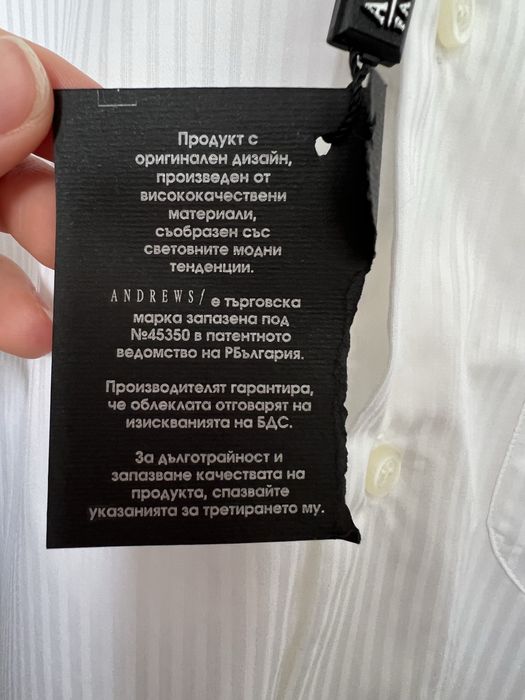 Продукт с
оригинален дизайн,
произведен от
висококачествени
материали,
съобразен със
световните модни
тенденции.
ANDREWS/ е търговска
марка запазена под
№45350 в патентното
ведомство на РБългария.
Производителят гарантира,
че облеклата отговарят на
изискванията на БДС.
За дълготрайност и
запазване качествата на
продукта, спазвайте
указанията за третирането му.